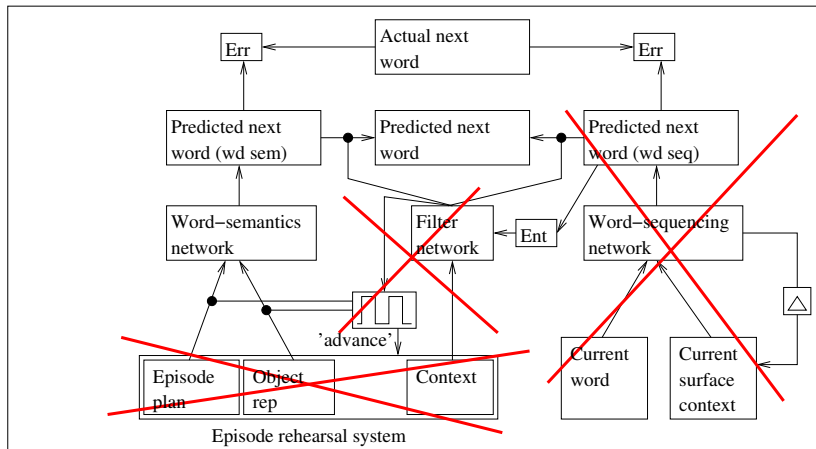 Actual next
word
Err
Err
Predicted next
word (wd sem)
Predicted next
word
Predicted next
word (wd seq)
Word−semantics
network
Filter
network
Ent
Word−sequencing
network
△
'advance'
Episode
plan
Object
rep
Context
Current
word
Current
surface
context
Episode rehearsal system